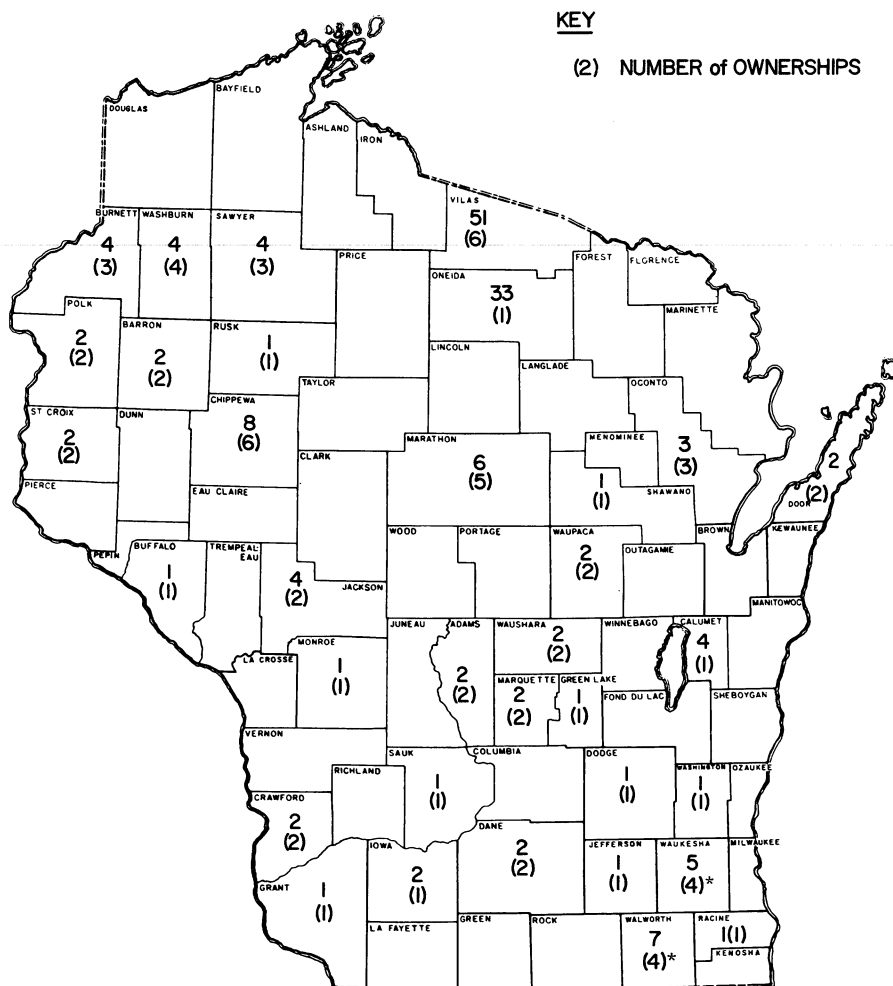 KEY
(2) NUMBER of OWNERSHIPS
BAYFIELD
DOUGLAS
ASHLAND
IRON
VILAS
51
(6)
BURNETT
4
(3)
WASHBURN
4
(4)
SAWYER
4
(3)
PRICE
FOREST
FLORENCE
ONEIDA
33
(1)
MARINETTE
POLK
2
(2)
BARRON
2
(2)
RUSK
1
(1)
LINCOLN
LANGLADE
TAYLOR
OCONTO
3
(3)
CHIPPEWA
8
(6)
ST CROIX
2
(2)
DUNN
MARATHON
6
(5)
MENOMINEE
CLARK
1
(1)
SHAWANO
2
(2)
DOOR
PIERCE
EAU CLAIRE
WOOD
PORTAGE
WAUPACA
2
(2)
BROWN
KEWAUNEE
OUTAGAMIE
PEPIN
BUFFALO
1
(1)
TREMPEAL-
EAU
4
(2)
JACKSON
MANITOWOC
JUNEAU
ADAMS
2
(2)
WAUSHARA
2
(2)
WINNEBAGO
CALUMET
4
(1)
MONROE
1
(1)
LA CROSSE
MARQUETTE
2
(2)
GREEN LAKE
1
(1)
FOND DU LAC
SHEBOYGAN
VERNON
SAUK
1
(1)
COLUMBIA
DODGE
1
(1)
WASHINGTON
1
(1)
OZAUKEE
RICHLAND
CRAWFORD
2
(2)
DANE
2
(2)
IOWA
2
(1)
JEFFERSON
1
(1)
WAUKESHA
5
(4)*
MILWAUKEE
GRANT
1
(1)
LA FAYETTE
GREEN
ROCK
WALWORTH
7
(4)*
RACINE
1(1)
KENOSHA